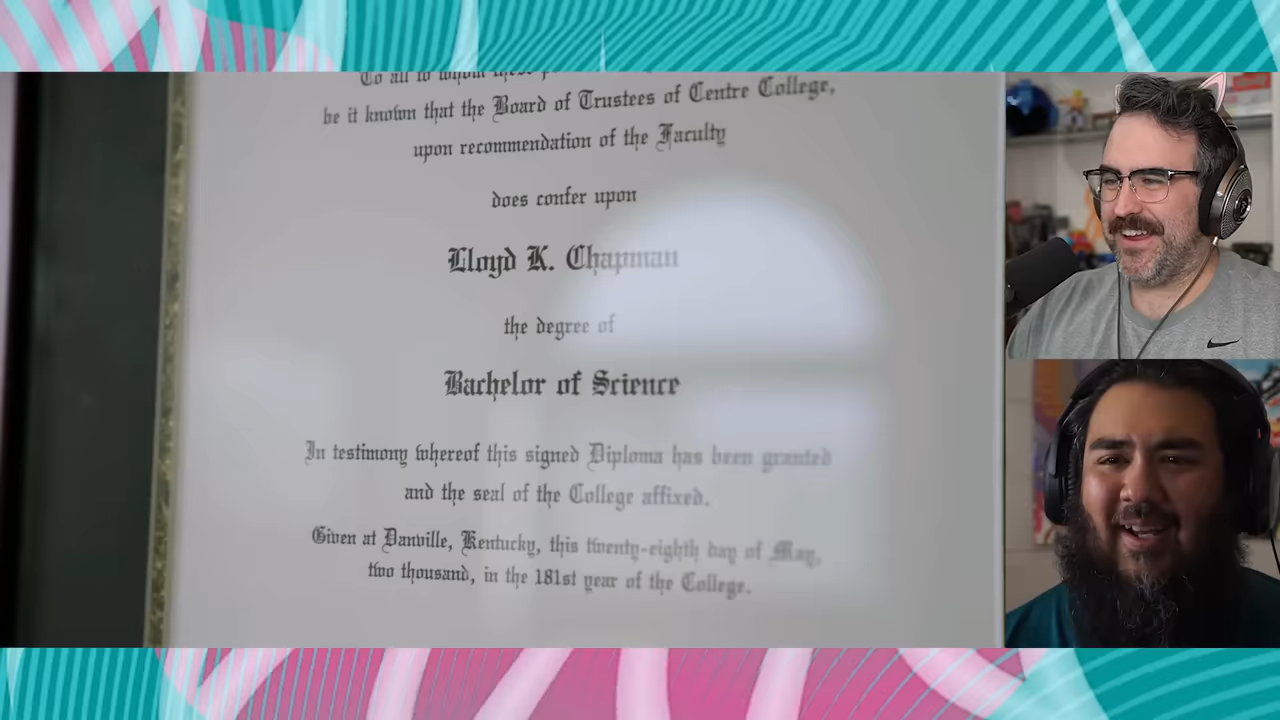 To all to whom these
be it known that the Board of Trustees of Centre College,
upon recommendation of the Faculty
does confer upon
Lloyd K. Chapman
the degree of
Bachelor of Science
In testimony whereof this signed Diploma has been granted
and the seal of the College affixed.
Given at Danville, Kentucky, this twenty-eighth day of May,
two thousand, in the 181st year of the College.